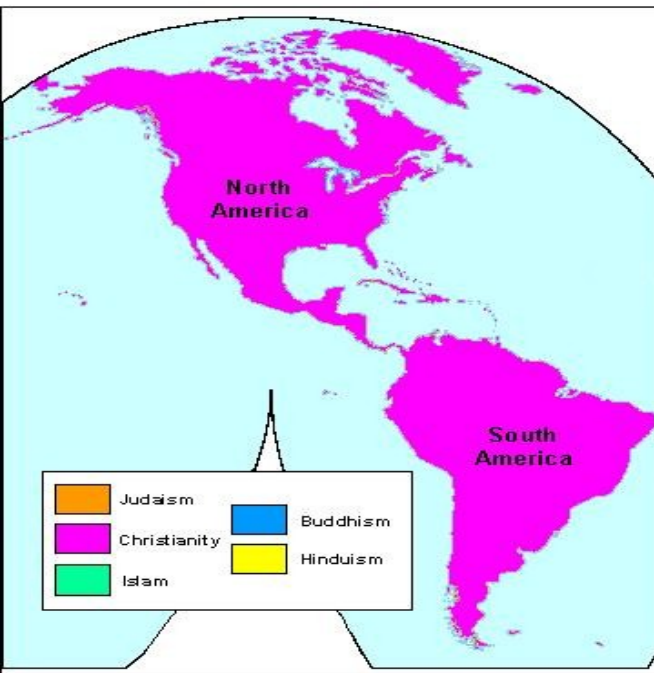 North
America
South
America
Judaism
Christianity
Islam
Buddhism
Hinduism